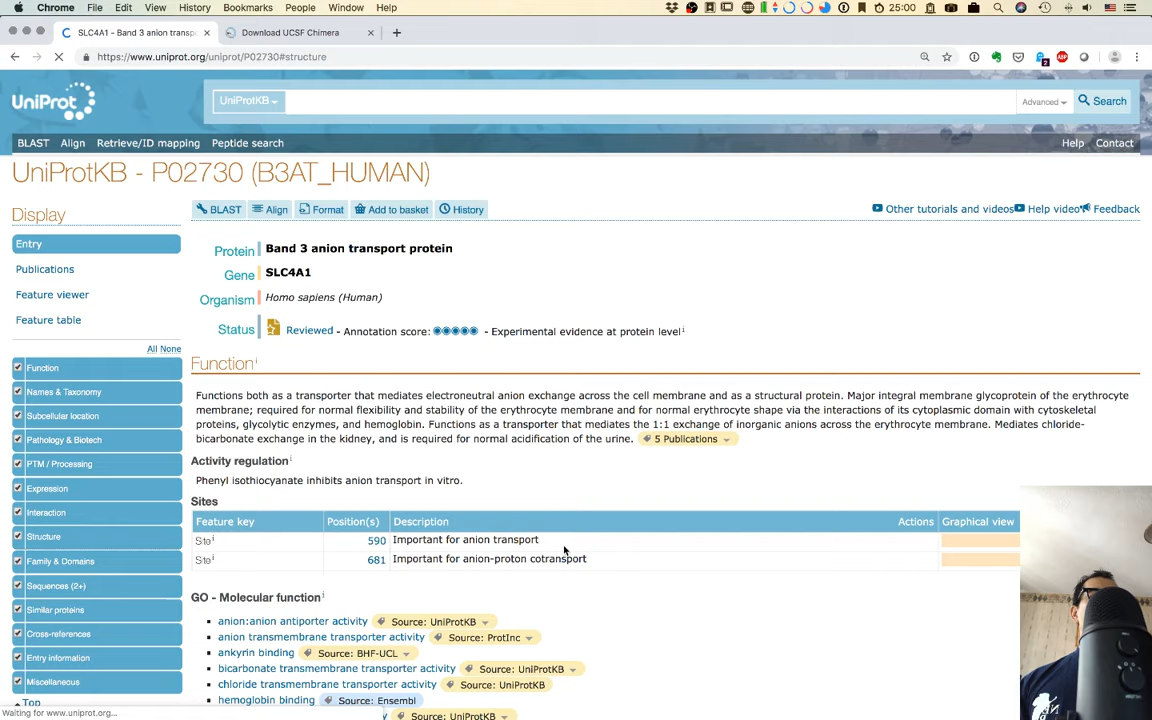 Chrome File Edit View History Bookmarks People Window Help 25:00
SLC4A1 - Band 3 anion transpo Download UCSF Chimera
https://www.uniprot.org/uniprot/P02730#structure
UniProt UniProtKB Advanced Search
BLAST Align Retrieve/ID mapping Peptide search Help Contact
UniProtKB - P02730 (B3AT_HUMAN)
Display BLAST Align Format Add to basket History Other tutorials and videos Help video Feedback
Entry
Publications
Feature viewer
Feature table
All None
Function
Names & Taxonomy
Subcellular location
Pathology & Biotech
PTM / Processing
Expression
Interaction
Structure
Family & Domains
Sequences (2+)
Similar proteins
Cross-references
Entry information
Miscellaneous
Top
Protein Band 3 anion transport protein
Gene SLC4A1
Organism Homo sapiens (Human)
Status Reviewed - Annotation score: - Experimental evidence at protein level i
Function i
Functions both as a transporter that mediates electroneutral anion exchange across the cell membrane and as a structural protein. Major integral membrane glycoprotein of the erythrocyte
membrane; required for normal flexibility and stability of the erythrocyte membrane and for normal erythrocyte shape via the interactions of its cytoplasmic domain with cytoskeletal
proteins, glycolytic enzymes, and hemoglobin. Functions as a transporter that mediates the 1:1 exchange of inorganic anions across the erythrocyte membrane. Mediates chloride-
bicarbonate exchange in the kidney, and is required for normal acidification of the urine. 5 Publications
Activity regulation i
Phenyl isothiocyanate inhibits anion transport in vitro.
Sites
Feature key Position(s) Description Actions Graphical view
Site i 590 Important for anion transport
Site i 681 Important for anion-proton cotransport
GO - Molecular function i
anion:anion antiporter activity Source: UniProtKB
anion transmembrane transporter activity Source: ProtInc
ankyrin binding Source: BHF-UCL
bicarbonate transmembrane transporter activity Source: UniProtKB
chloride transmembrane transporter activity Source: UniProtKB
hemoglobin binding Source: Ensembl
Source: UniProtKB
Waiting for www.uniprot.org...